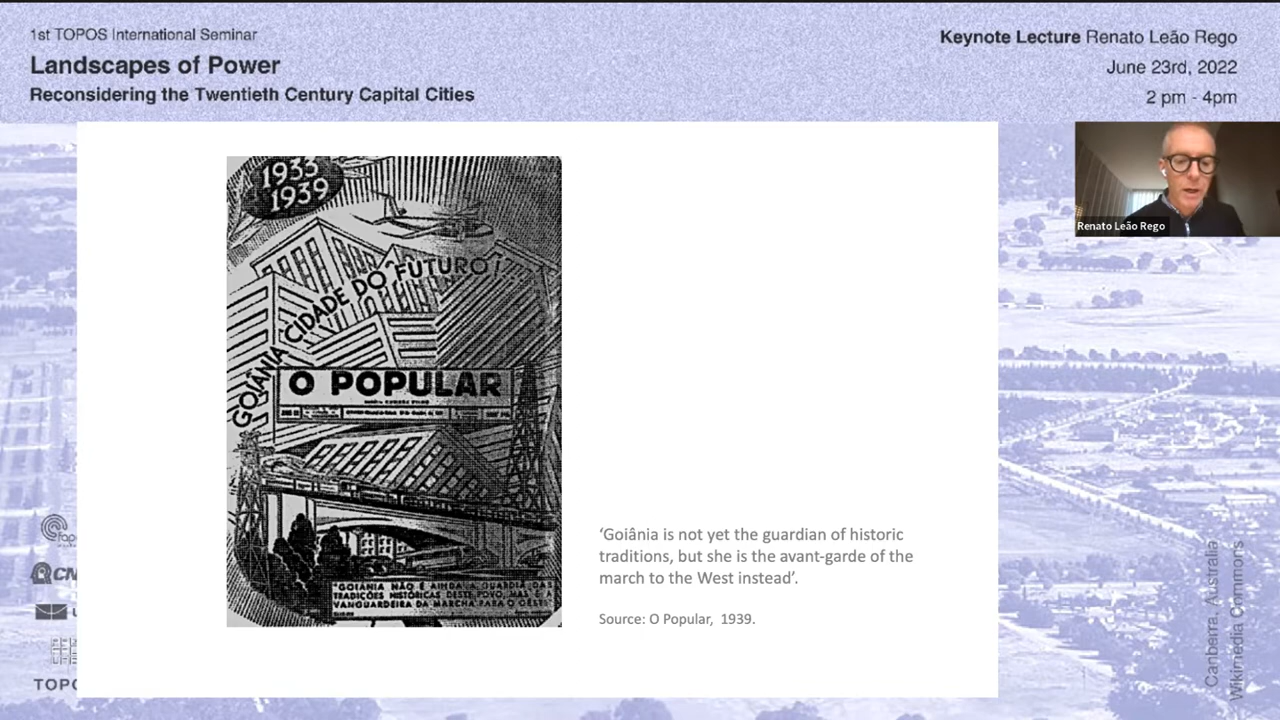 1st TOPOS International Seminar
Landscapes of Power
Reconsidering the Twentieth Century Capital Cities
Keynote Lecture Renato Leão Rego
June 23rd, 2022
2 pm - 4pm
Renato Leão Rego
1933
1939
GOIÂNIA CIDADE DO FUTURO!
O POPULAR
"GOIÂNIA NÃO É AINDA A GUARDIÃ DAS
TRADIÇÕES HISTÓRICAS DESTE POVO, MAS É A
VANGUARDEIRA DA MARCHA PARA O OESTE
‘Goiânia is not yet the guardian of historic
traditions, but she is the avant-garde of the
march to the West instead’.
Source: O Popular, 1939.
TOPO
Canberra, Australia
Wikimedia Commons